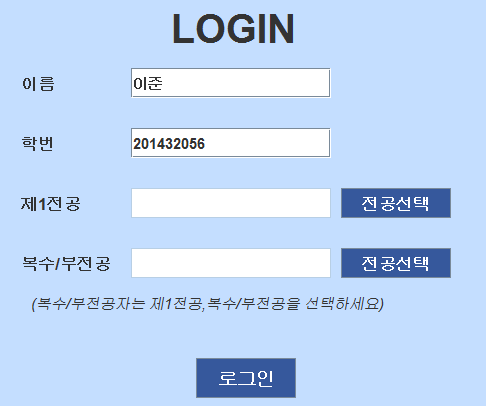 LOGIN
이름 이준
학번 201432056
제1전공 전공선택
복수/부전공 전공선택
(복수/부전공자는 제1전공,복수/부전공을 선택하세요)
로그인